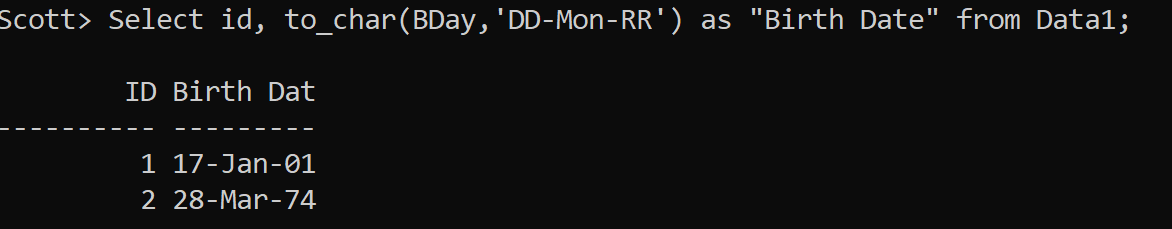 Scott> Select id, to_char(BDay,'DD-Mon-RR') as "Birth Date" from Data1;
ID Birth Dat
---------- ---------
1 17-Jan-01
2 28-Mar-74